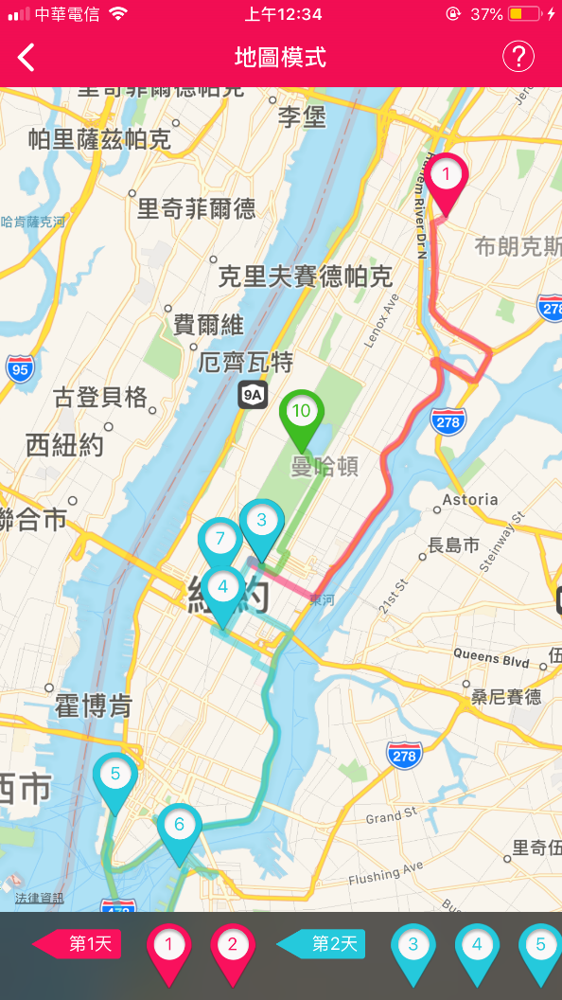 中華電信
上午12:34
37%
地圖模式
?
里奇菲爾德帕克
李堡
帕里薩茲帕克
Harlem River Dr N
1
里奇菲爾德
哈肯薩克河
布朗克斯
克里夫賽德帕克
278
Lenox Ave
費爾維
厄齊瓦特
95
9A
古登貝格
10
278
西紐約
曼哈頓
Astoria
聯合市
3
Steinway St
7
長島市
4
紐約
東河
21st St
Queens Blvd
伍
霍博肯
桑尼賽德
278
5
西市
6
Grand St
里奇伍
Flushing Ave
法律資訊
478
第1天
1
2
第2天
3
4
5